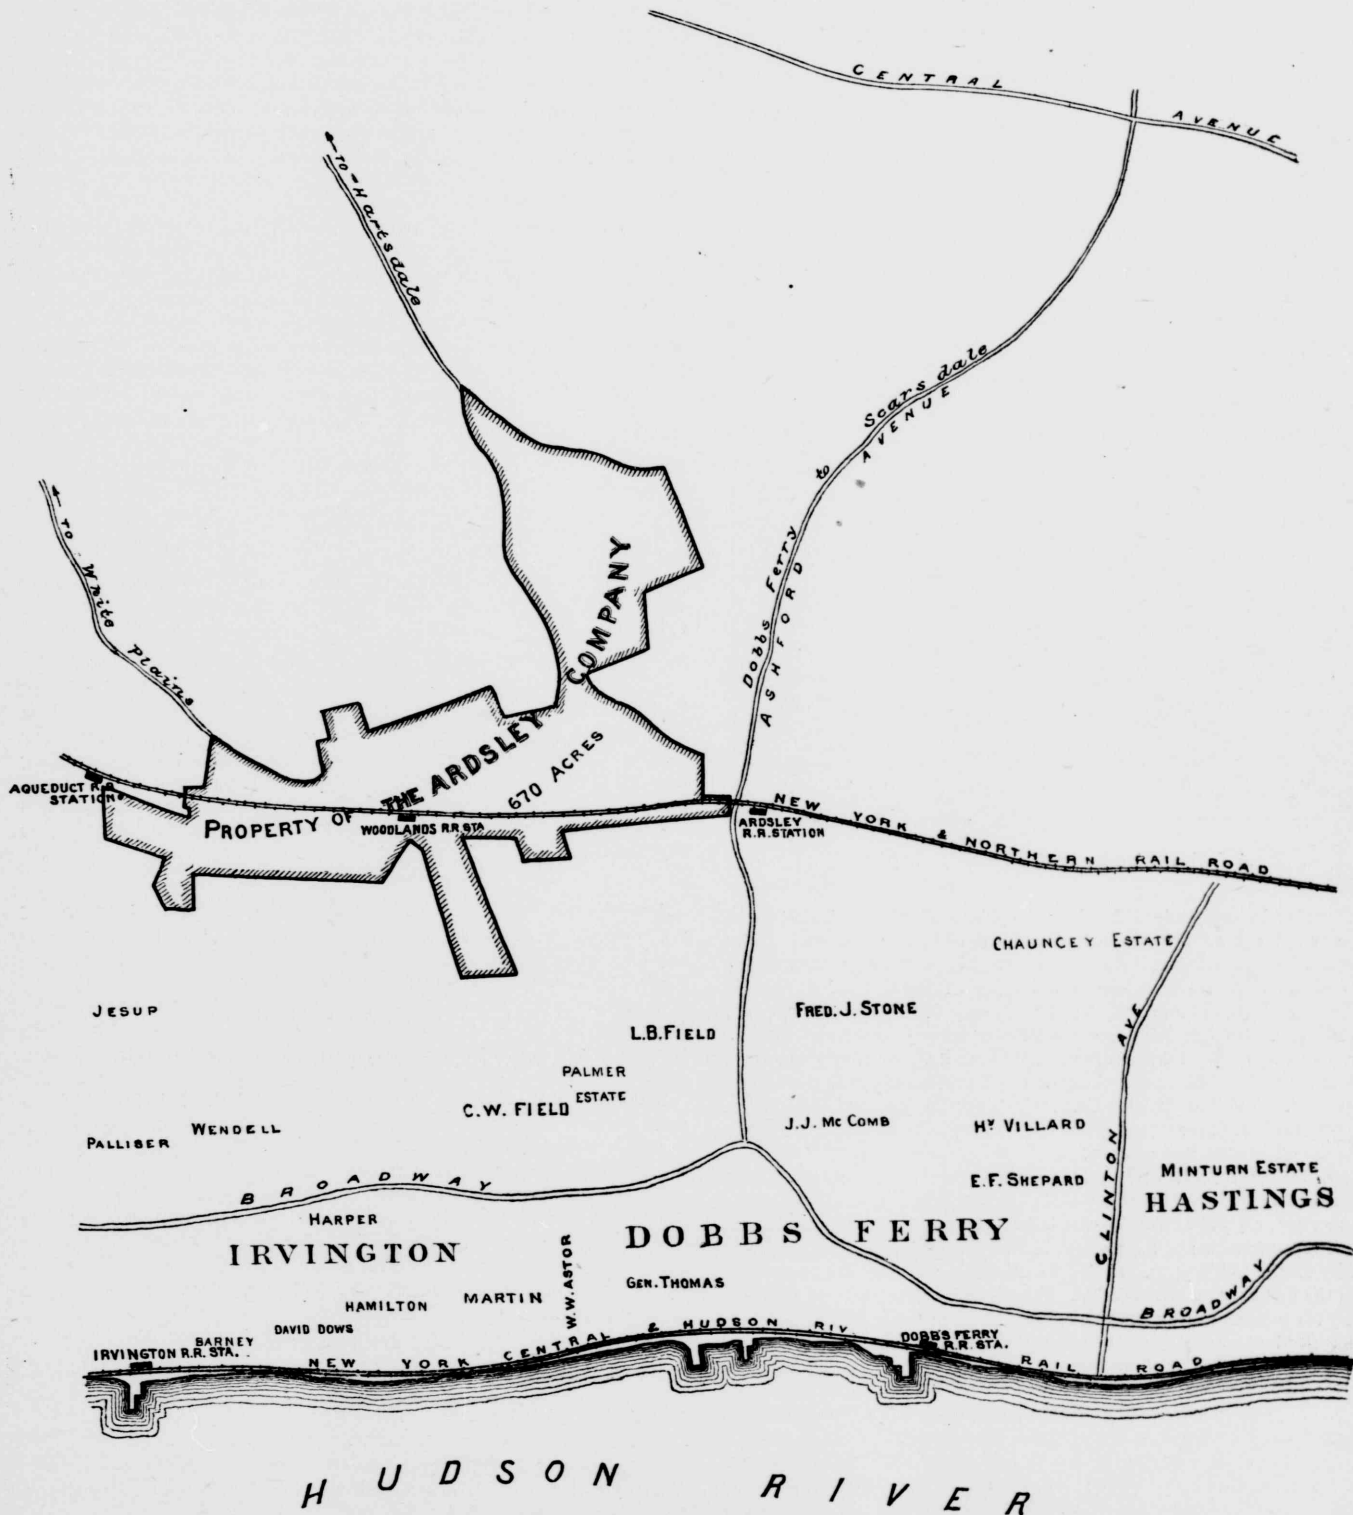 CENTRAL AVENUE
TO HARTSDALE
Dobbs Ferry to Scarsdale
ASHFORD AVENUE
TO White Plains
PROPERTY OF THE ARDSLEY COMPANY
670 ACRES
AQUEDUCT R.R.
STATION
WOODLANDS R.R. STA
ARDSLEY
R.R. STATION
NEW YORK & NORTHERN RAIL ROAD
CHAUNCEY ESTATE
JESUP
FRED. J. STONE
L.B. FIELD
PALMER
ESTATE
C.W. FIELD
CLINTON AVE
J.J. MC COMB
HY VILLARD
WENDELL
PALLISER
E.F. SHEPARD
MINTURN ESTATE
HASTINGS
BROADWAY
HARPER
IRVINGTON
DOBBS FERRY
W.W. ASTOR
GEN. THOMAS
BROADWAY
MARTIN
HAMILTON
DAVID DOWS
BARNEY
IRVINGTON R.R. STA.
DOBBS FERRY
R.R. STA.
NEW YORK CENTRAL & HUDSON RIV. RAIL ROAD
HUDSON RIVER